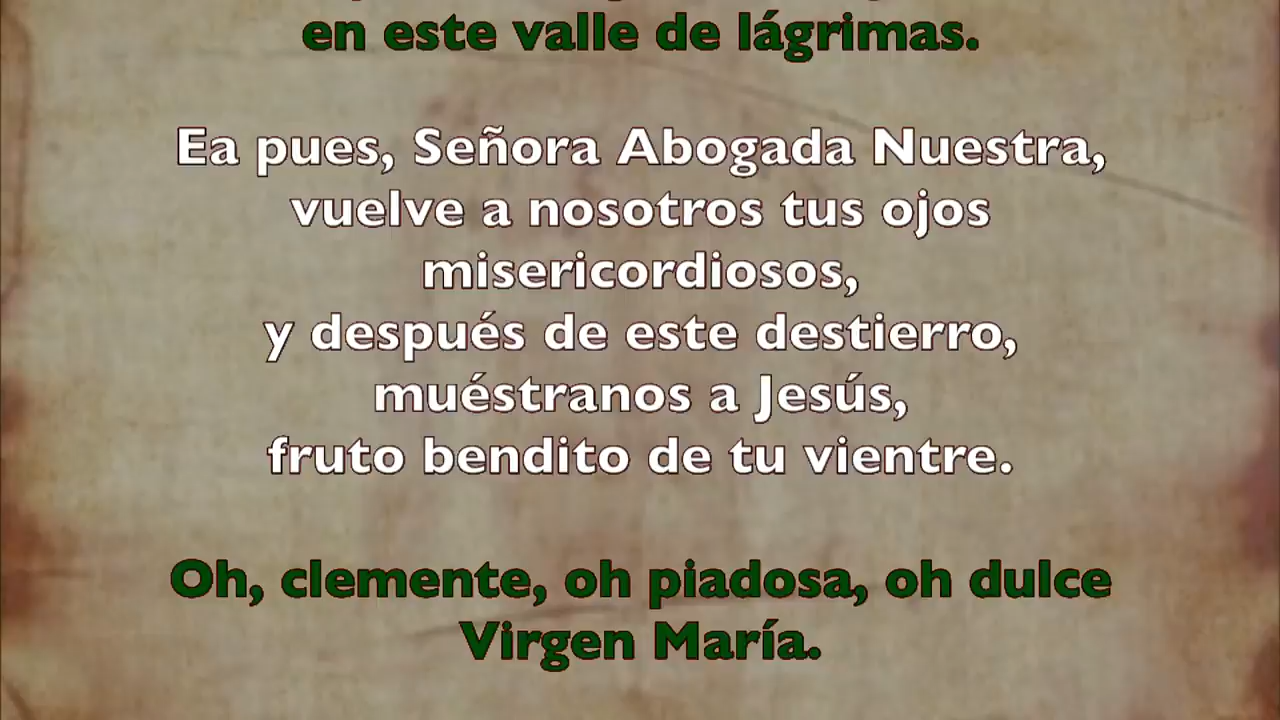 en este valle de lágrimas.
Ea pues, Señora Abogada Nuestra,
vuelve a nosotros tus ojos
misericordiosos,
y después de este destierro,
muéstranos a Jesús,
fruto bendito de tu vientre.
Oh, clemente, oh piadosa, oh dulce
Virgen María.